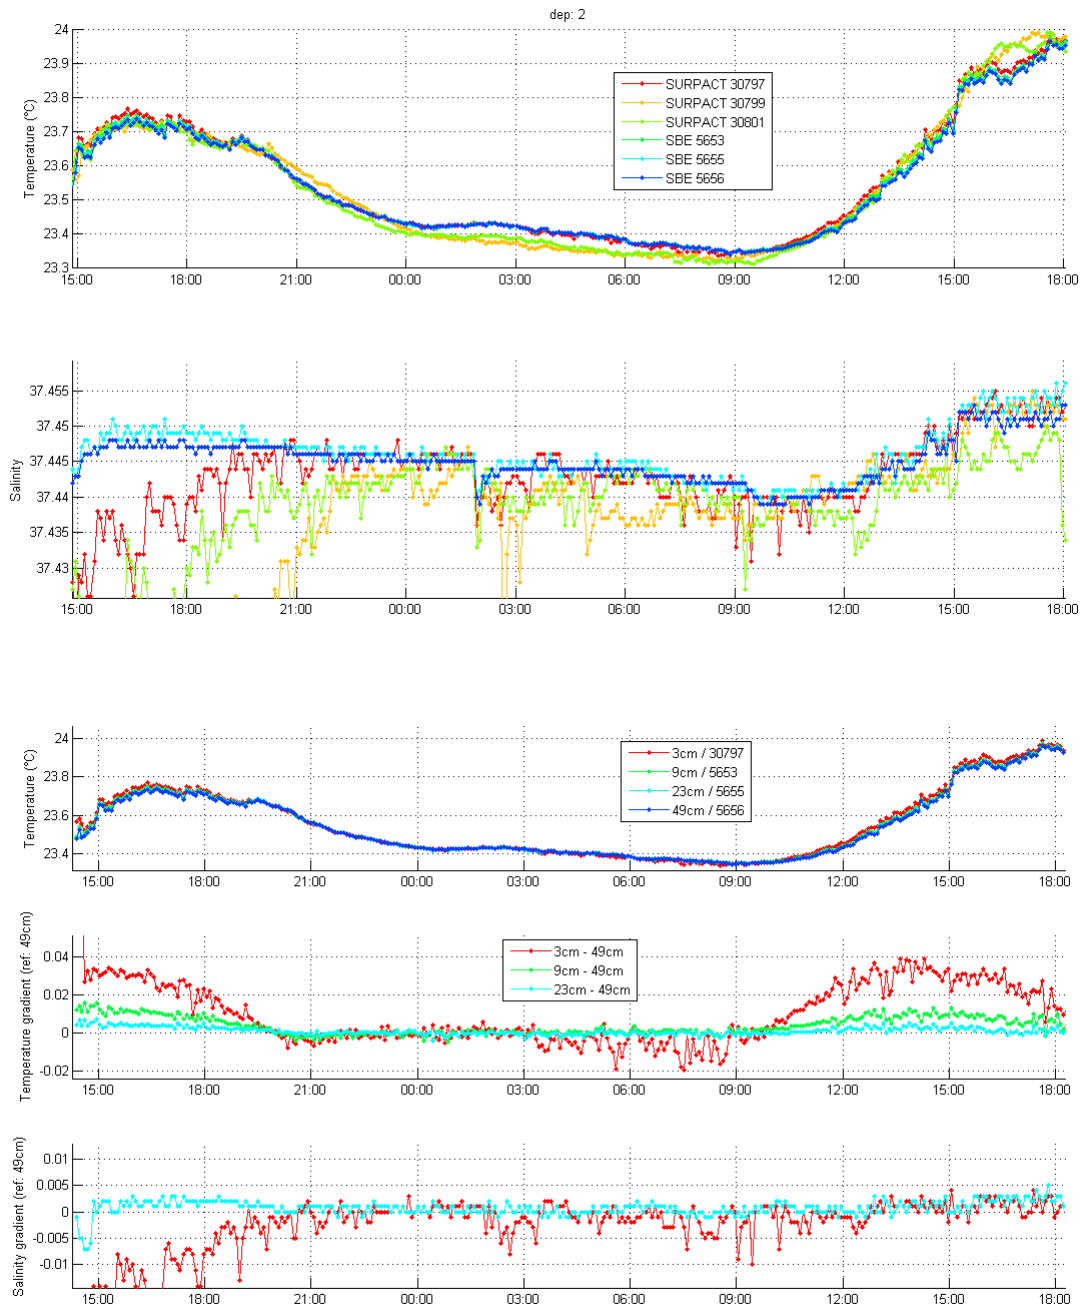 dep: 2
24
23.9
23.8
23.7
23.6
23.5
23.4
23.3
Temperature (°C)
SURPACT 30797
SURPACT 30799
SURPACT 30801
SBE 5653
SBE 5655
SBE 5656
15:00 18:00 21:00 00:00 03:00 06:00 09:00 12:00 15:00 18:00
37.455
37.45
37.445
37.44
37.435
37.43
Salinity
15:00 18:00 21:00 00:00 03:00 06:00 09:00 12:00 15:00 18:00
24
23.8
23.6
23.4
Temperature (°C)
3cm / 30797
9cm / 5653
23cm / 5655
49cm / 5656
15:00 18:00 21:00 00:00 03:00 06:00 09:00 12:00 15:00 18:00
0.04
0.02
0
-0.02
Temperature gradient (ref: 49cm)
3cm - 49cm
9cm - 49cm
23cm - 49cm
15:00 18:00 21:00 00:00 03:00 06:00 09:00 12:00 15:00 18:00
0.01
0.005
0
-0.005
-0.01
Salinity gradient (ref: 49cm)
15:00 18:00 21:00 00:00 03:00 06:00 09:00 12:00 15:00 18:00